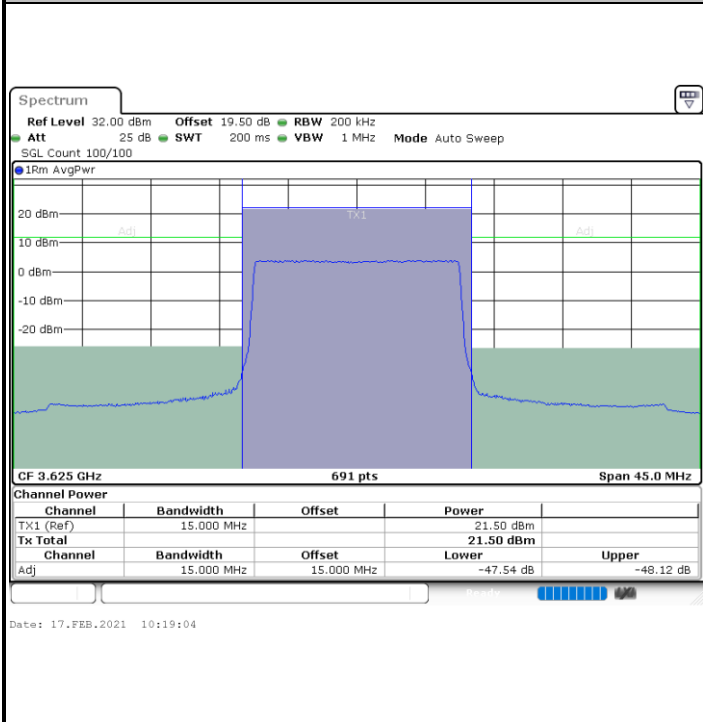 Spectrum
Ref Level 32.00 dBm Offset 19.50 dB RBW 200 kHz
Att 25 dB SWT 200 ms VBW 1 MHz Mode Auto Sweep
SGL Count 100/100
1Rm AvgPwr
20 dBm
TX1
Adj Adj
10 dBm
0 dBm
-10 dBm
-20 dBm
CF 3.625 GHz 691 pts Span 45.0 MHz
Channel Power
Channel Bandwidth Offset Power
TX1 (Ref) 15.000 MHz 21.50 dBm
Tx Total 21.50 dBm
Channel Bandwidth Offset Lower Upper
Adj 15.000 MHz 15.000 MHz -47.54 dB -48.12 dB
Ready
Date: 17.FEB.2021 10:19:04